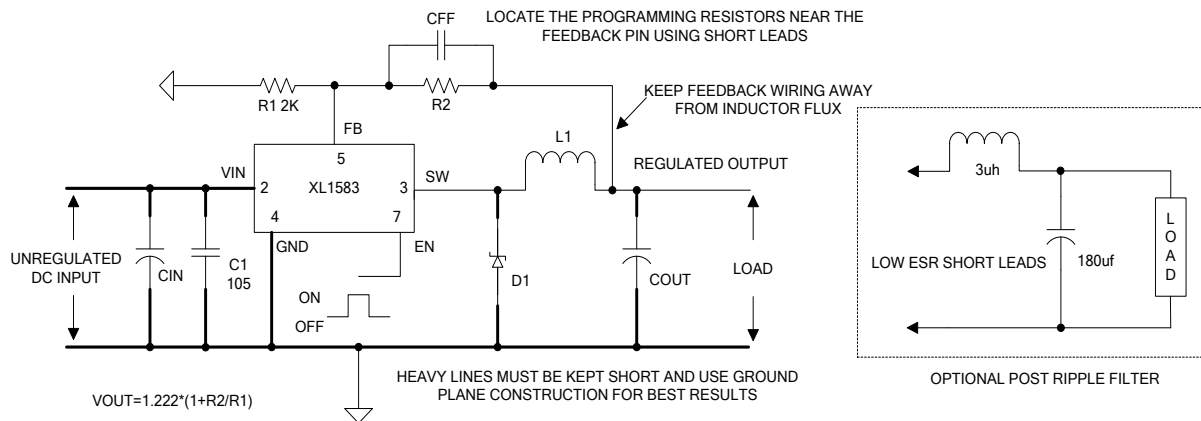 LOCATE THE PROGRAMMING RESISTORS NEAR THE
FEEDBACK PIN USING SHORT LEADS
CFF
R1 2K
R2
KEEP FEEDBACK WIRING AWAY
FROM INDUCTOR FLUX
FB
L1
5
VIN
2
XL1583
3
SW
REGULATED OUTPUT
4
7
GND
EN
UNREGULATED
DC INPUT
CIN
C1
105
ON
OFF
D1
COUT
LOAD
HEAVY LINES MUST BE KEPT SHORT AND USE GROUND
PLANE CONSTRUCTION FOR BEST RESULTS
VOUT=1.222*(1+R2/R1)
3uh
LOW ESR SHORT LEADS
180uf
L
O
A
D
OPTIONAL POST RIPPLE FILTER